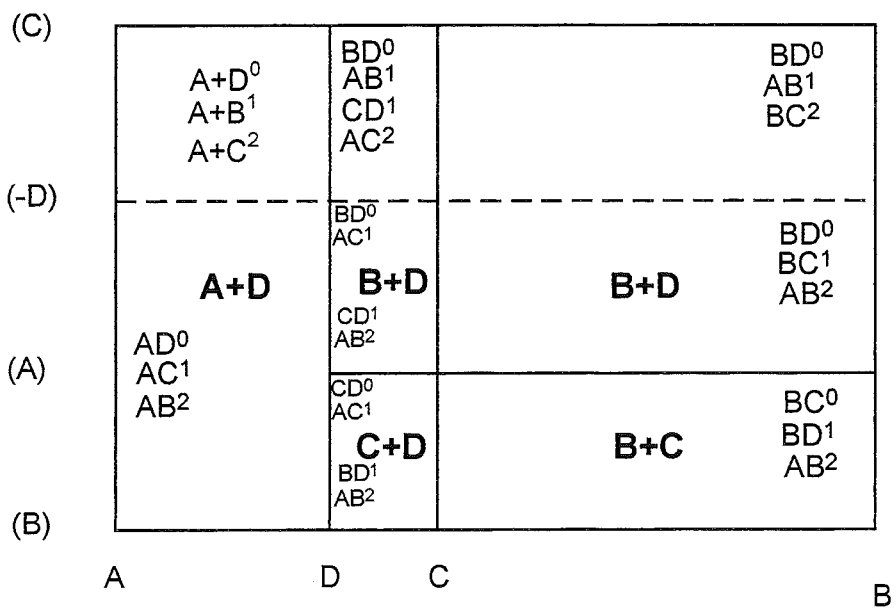 (C)
A+D⁰
A+B¹
A+C²
BD⁰
AB¹
CD¹
AC²
BD⁰
AB¹
BC²
(-D)
A+D
AD⁰
AC¹
AB²
BD⁰
AC¹
B+D
CD¹
AB²
B+D
BD⁰
BC¹
AB²
(A)
CD⁰
AC¹
C+D
BD¹
AB²
B+C
BC⁰
BD¹
AB²
(B)
A D C B